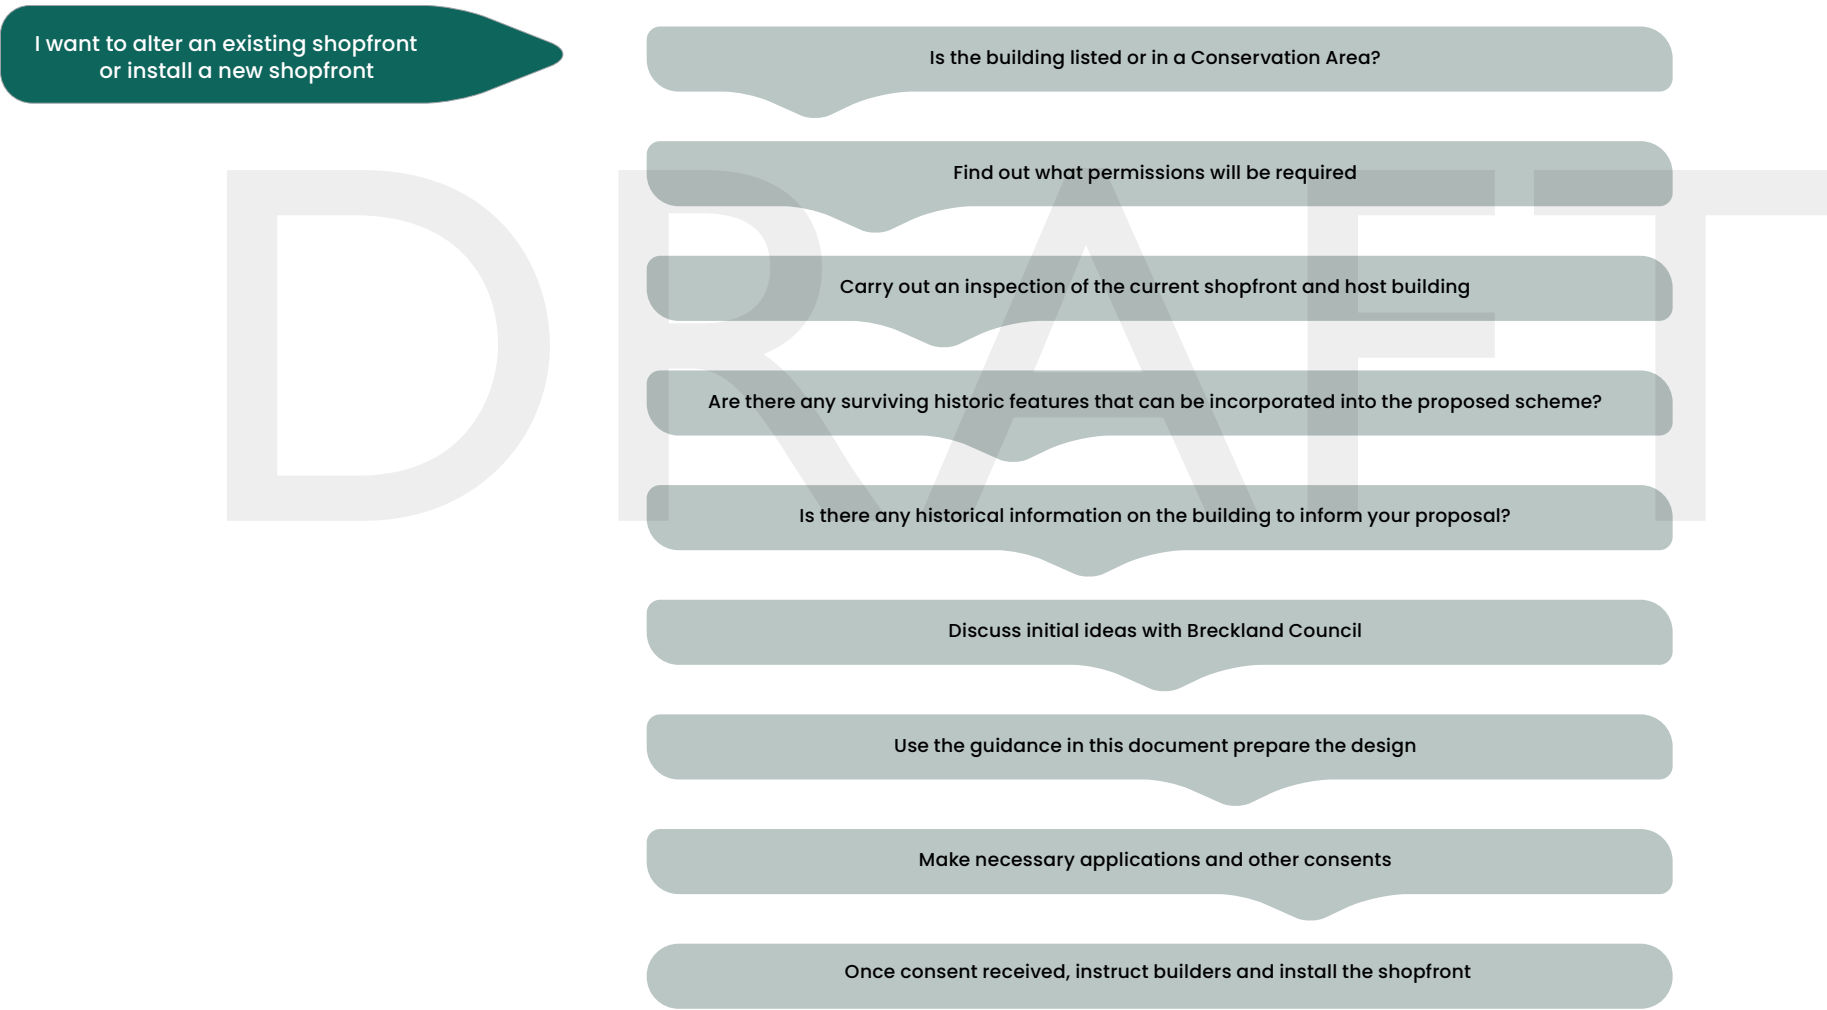 I want to alter an existing shopfront
or install a new shopfront
Is the building listed or in a Conservation Area?
Find out what permissions will be required
Carry out an inspection of the current shopfront and host building
Are there any surviving historic features that can be incorporated into the proposed scheme?
Is there any historical information on the building to inform your proposal?
Discuss initial ideas with Breckland Council
Use the guidance in this document prepare the design
Make necessary applications and other consents
Once consent received, instruct builders and install the shopfront
DRAFT